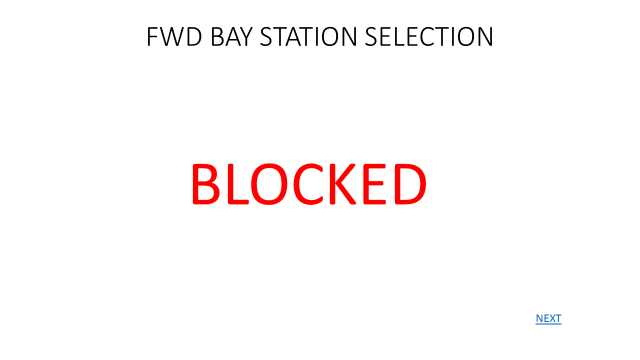 FWD BAY STATION SELECTION
BLOCKED
NEXT